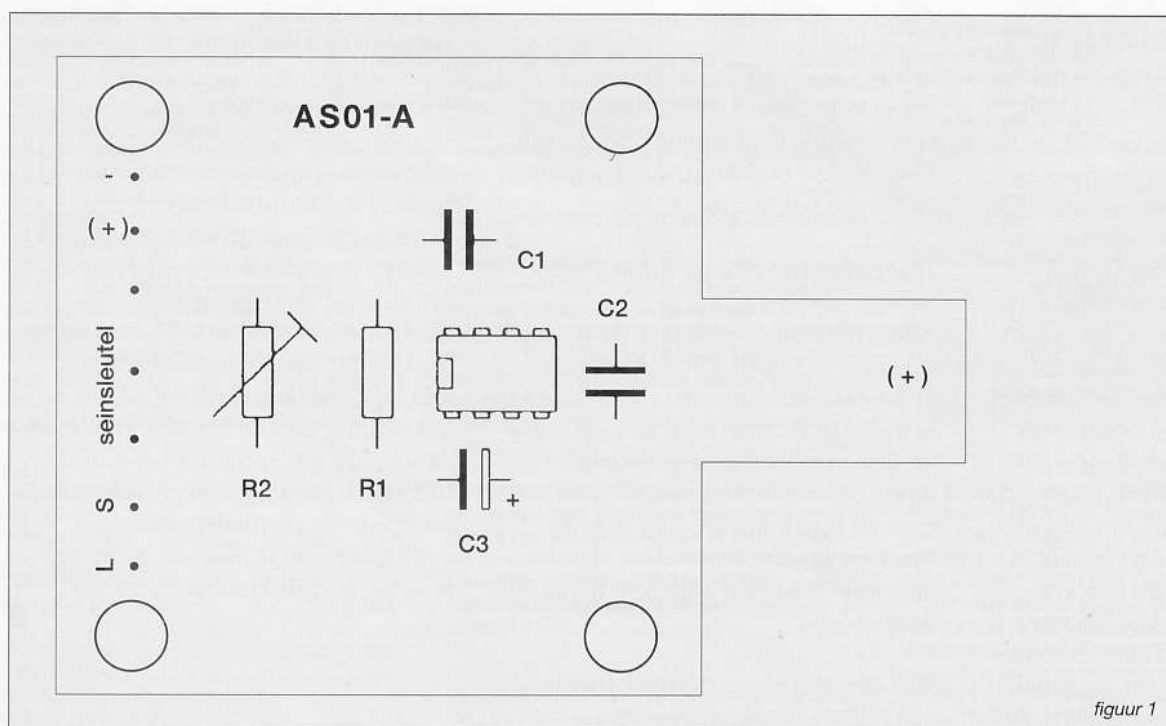 AS01-A
-
(+)
C1
C2
(+)
seinsleutel
R2
R1
+
S
C3
L
figuur 1